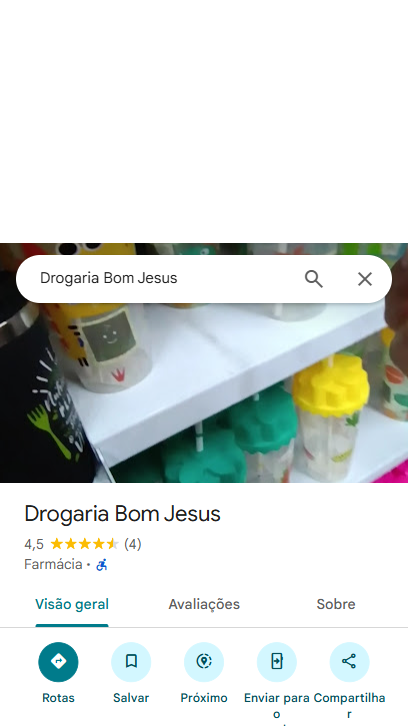 Drogaria Bom Jesus
Drogaria Bom Jesus
4,5 (4)
Farmácia ·
Visão geral Avaliações Sobre
Rotas Salvar Próximo Enviar para o Compartilhar